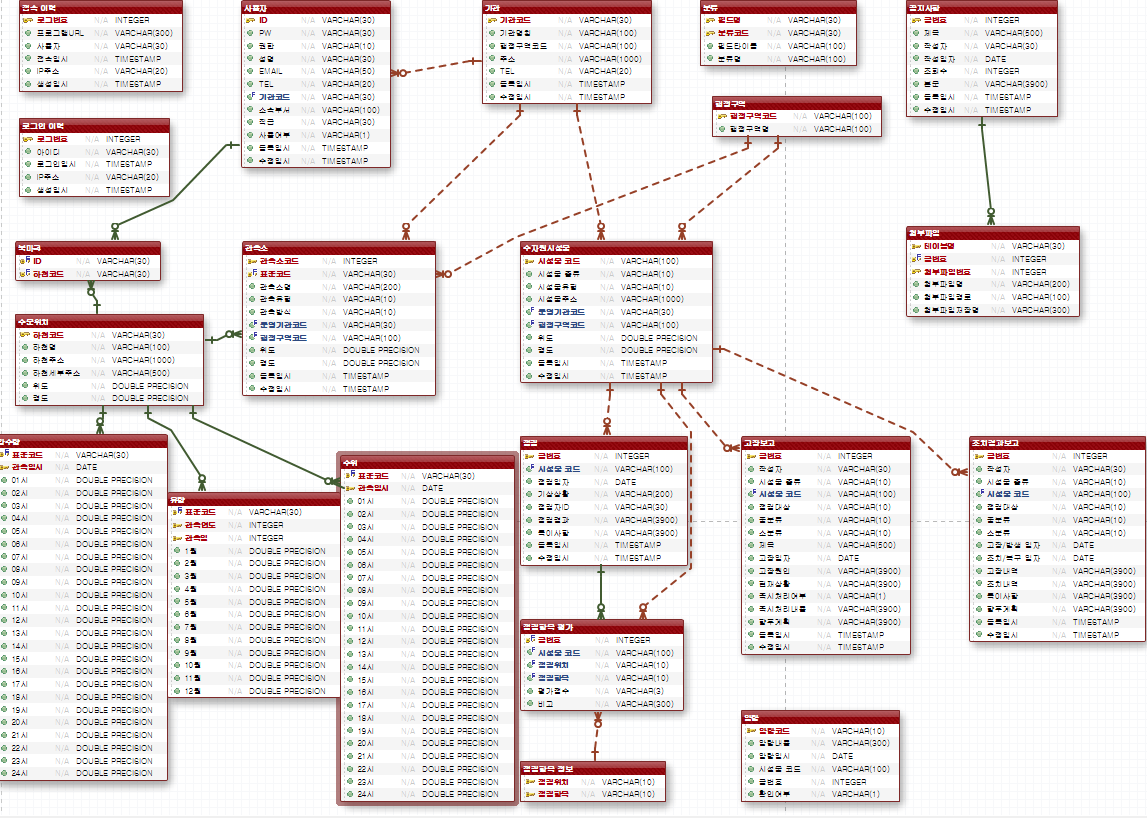 접속 이력
로그번호 N/A INTEGER
프로그램URL N/A VARCHAR(300)
사용자 N/A VARCHAR(30)
접속일시 N/A TIMESTAMP
IP주소 N/A VARCHAR(20)
생성일시 N/A TIMESTAMP
사용자
ID N/A VARCHAR(30)
PW N/A VARCHAR(30)
권한 N/A VARCHAR(10)
성명 N/A VARCHAR(30)
EMAIL N/A VARCHAR(50)
TEL N/A VARCHAR(20)
기관코드 N/A VARCHAR(30)
소속부서 N/A VARCHAR(100)
직급 N/A VARCHAR(30)
사용여부 N/A VARCHAR(1)
등록일시 N/A TIMESTAMP
수정일시 N/A TIMESTAMP
기관
기관코드 N/A VARCHAR(30)
기관명칭 N/A VARCHAR(100)
행정구역코드 N/A VARCHAR(100)
주소 N/A VARCHAR(1000)
TEL N/A VARCHAR(20)
등록일시 N/A TIMESTAMP
수정일시 N/A TIMESTAMP
분류
필드명 N/A VARCHAR(30)
분류코드 N/A VARCHAR(30)
필드타이틀 N/A VARCHAR(100)
분류명 N/A VARCHAR(100)
공지사항
글번호 N/A INTEGER
제목 N/A VARCHAR(500)
작성자 N/A VARCHAR(30)
작성일자 N/A DATE
조회수 N/A INTEGER
본문 N/A VARCHAR(3900)
등록일시 N/A TIMESTAMP
수정일시 N/A TIMESTAMP
행정구역
행정구역코드 N/A VARCHAR(100)
행정구역명 N/A VARCHAR(100)
로그인 이력
로그번호 N/A INTEGER
아이디 N/A VARCHAR(30)
로그인일시 N/A TIMESTAMP
IP주소 N/A VARCHAR(20)
생성일시 N/A TIMESTAMP
북마크
ID N/A VARCHAR(30)
하천코드 N/A VARCHAR(30)
관측소
관측소코드 N/A INTEGER
표준코드 N/A VARCHAR(30)
관측소명 N/A VARCHAR(200)
관측유형 N/A VARCHAR(10)
관측방식 N/A VARCHAR(10)
운영기관코드 N/A VARCHAR(30)
행정구역코드 N/A VARCHAR(100)
위도 N/A DOUBLE PRECISION
경도 N/A DOUBLE PRECISION
등록일시 N/A TIMESTAMP
수정일시 N/A TIMESTAMP
수자원시설물
시설물 코드 N/A VARCHAR(100)
시설물 종류 N/A VARCHAR(10)
시설물유형 N/A VARCHAR(10)
시설물주소 N/A VARCHAR(1000)
운영기관코드 N/A VARCHAR(30)
행정구역코드 N/A VARCHAR(100)
위도 N/A DOUBLE PRECISION
경도 N/A DOUBLE PRECISION
등록일시 N/A TIMESTAMP
수정일시 N/A TIMESTAMP
첨부파일
테이블명 N/A VARCHAR(30)
글번호 N/A INTEGER
첨부파일번호 N/A INTEGER
첨부파일명 N/A VARCHAR(200)
첨부파일경로 N/A VARCHAR(100)
첨부파일저장명 N/A VARCHAR(300)
수문위치
하천코드 N/A VARCHAR(30)
하천명 N/A VARCHAR(100)
하천주소 N/A VARCHAR(1000)
하천세부주소 N/A VARCHAR(500)
위도 N/A DOUBLE PRECISION
경도 N/A DOUBLE PRECISION
강수량
표준코드 N/A VARCHAR(30)
관측일시 N/A DATE
01시 N/A DOUBLE PRECISION
02시 N/A DOUBLE PRECISION
03시 N/A DOUBLE PRECISION
04시 N/A DOUBLE PRECISION
05시 N/A DOUBLE PRECISION
06시 N/A DOUBLE PRECISION
07시 N/A DOUBLE PRECISION
08시 N/A DOUBLE PRECISION
09시 N/A DOUBLE PRECISION
10시 N/A DOUBLE PRECISION
11시 N/A DOUBLE PRECISION
12시 N/A DOUBLE PRECISION
13시 N/A DOUBLE PRECISION
14시 N/A DOUBLE PRECISION
15시 N/A DOUBLE PRECISION
16시 N/A DOUBLE PRECISION
17시 N/A DOUBLE PRECISION
18시 N/A DOUBLE PRECISION
19시 N/A DOUBLE PRECISION
20시 N/A DOUBLE PRECISION
21시 N/A DOUBLE PRECISION
22시 N/A DOUBLE PRECISION
23시 N/A DOUBLE PRECISION
24시 N/A DOUBLE PRECISION
유량
표준코드 N/A VARCHAR(30)
관측연도 N/A INTEGER
관측일 N/A INTEGER
1월 N/A DOUBLE PRECISION
2월 N/A DOUBLE PRECISION
3월 N/A DOUBLE PRECISION
4월 N/A DOUBLE PRECISION
5월 N/A DOUBLE PRECISION
6월 N/A DOUBLE PRECISION
7월 N/A DOUBLE PRECISION
8월 N/A DOUBLE PRECISION
9월 N/A DOUBLE PRECISION
10월 N/A DOUBLE PRECISION
11월 N/A DOUBLE PRECISION
12월 N/A DOUBLE PRECISION
수위
표준코드 N/A VARCHAR(30)
관측일시 N/A DATE
01시 N/A DOUBLE PRECISION
02시 N/A DOUBLE PRECISION
03시 N/A DOUBLE PRECISION
04시 N/A DOUBLE PRECISION
05시 N/A DOUBLE PRECISION
06시 N/A DOUBLE PRECISION
07시 N/A DOUBLE PRECISION
08시 N/A DOUBLE PRECISION
09시 N/A DOUBLE PRECISION
10시 N/A DOUBLE PRECISION
11시 N/A DOUBLE PRECISION
12시 N/A DOUBLE PRECISION
13시 N/A DOUBLE PRECISION
14시 N/A DOUBLE PRECISION
15시 N/A DOUBLE PRECISION
16시 N/A DOUBLE PRECISION
17시 N/A DOUBLE PRECISION
18시 N/A DOUBLE PRECISION
19시 N/A DOUBLE PRECISION
20시 N/A DOUBLE PRECISION
21시 N/A DOUBLE PRECISION
22시 N/A DOUBLE PRECISION
23시 N/A DOUBLE PRECISION
24시 N/A DOUBLE PRECISION
점검
글번호 N/A INTEGER
시설물 코드 N/A VARCHAR(100)
점검일자 N/A DATE
기상상황 N/A VARCHAR(200)
점검자ID N/A VARCHAR(30)
점검결과 N/A VARCHAR(3900)
특이사항 N/A VARCHAR(3900)
등록일시 N/A TIMESTAMP
수정일시 N/A TIMESTAMP
점검항목 평가
글번호 N/A INTEGER
시설물 코드 N/A VARCHAR(100)
점검위치 N/A VARCHAR(10)
점검항목 N/A VARCHAR(10)
평가점수 N/A VARCHAR(3)
비고 N/A VARCHAR(300)
점검항목 정보
점검위치 N/A VARCHAR(10)
점검항목 N/A VARCHAR(10)
고장보고
글번호 N/A INTEGER
작성자 N/A VARCHAR(30)
시설물 종류 N/A VARCHAR(10)
시설물 코드 N/A VARCHAR(100)
점검대상 N/A VARCHAR(10)
중분류 N/A VARCHAR(10)
소분류 N/A VARCHAR(10)
제목 N/A VARCHAR(500)
고장일자 N/A DATE
고장원인 N/A VARCHAR(3900)
현재상황 N/A VARCHAR(3900)
즉시처리여부 N/A VARCHAR(1)
즉시처리내용 N/A VARCHAR(3900)
향후계획 N/A VARCHAR(3900)
등록일시 N/A TIMESTAMP
수정일시 N/A TIMESTAMP
조치결과보고
글번호 N/A INTEGER
작성자 N/A VARCHAR(30)
시설물 종류 N/A VARCHAR(10)
시설물 코드 N/A VARCHAR(100)
점검대상 N/A VARCHAR(10)
중분류 N/A VARCHAR(10)
소분류 N/A VARCHAR(10)
고장/발생 일자 N/A DATE
조치/복구 일자 N/A DATE
고장내역 N/A VARCHAR(3900)
조치내역 N/A VARCHAR(3900)
특이사항 N/A VARCHAR(3900)
향후계획 N/A VARCHAR(3900)
등록일시 N/A TIMESTAMP
수정일시 N/A TIMESTAMP
알람
알람코드 N/A VARCHAR(10)
알람내용 N/A VARCHAR(300)
알람일시 N/A DATE
시설물 코드 N/A VARCHAR(100)
글번호 N/A INTEGER
확인여부 N/A VARCHAR(1)